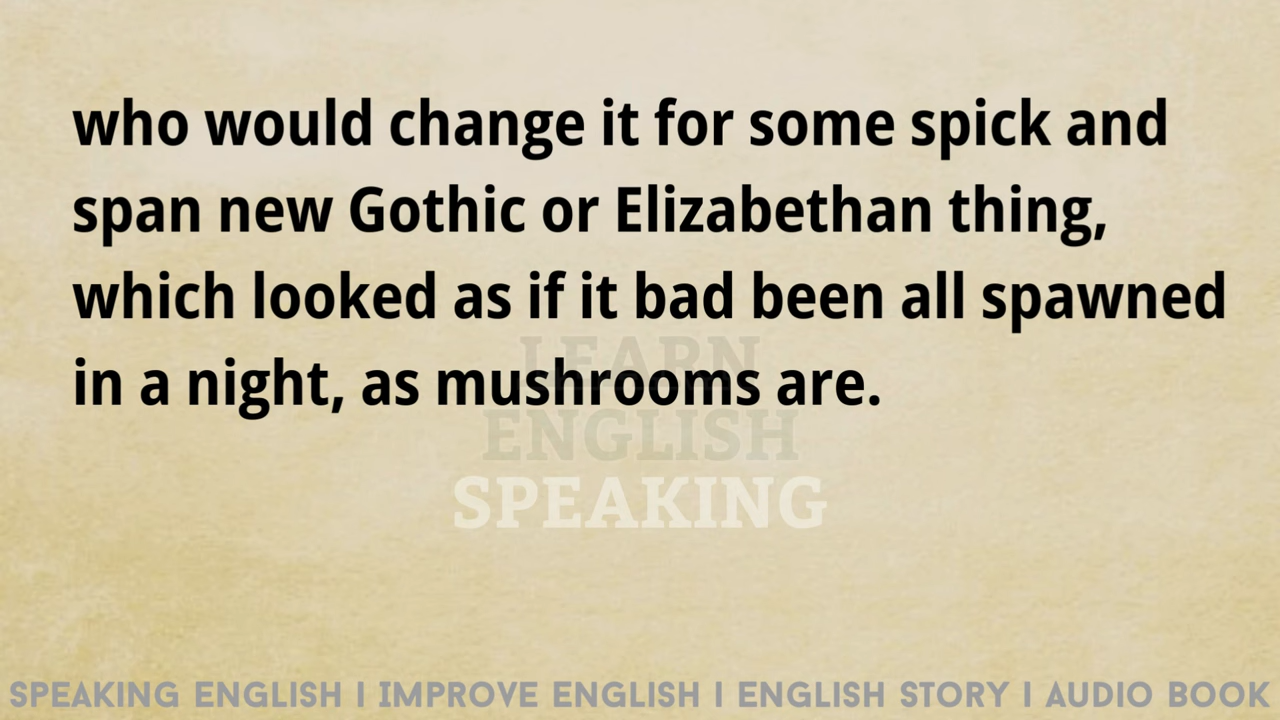 who would change it for some spick and
span new Gothic or Elizabethan thing,
which looked as if it bad been all spawned
in a night, as mushrooms are.
LEARN
ENGLISH
SPEAKING
SPEAKING ENGLISH I IMPROVE ENGLISH I ENGLISH STORY I AUDIO BOOK